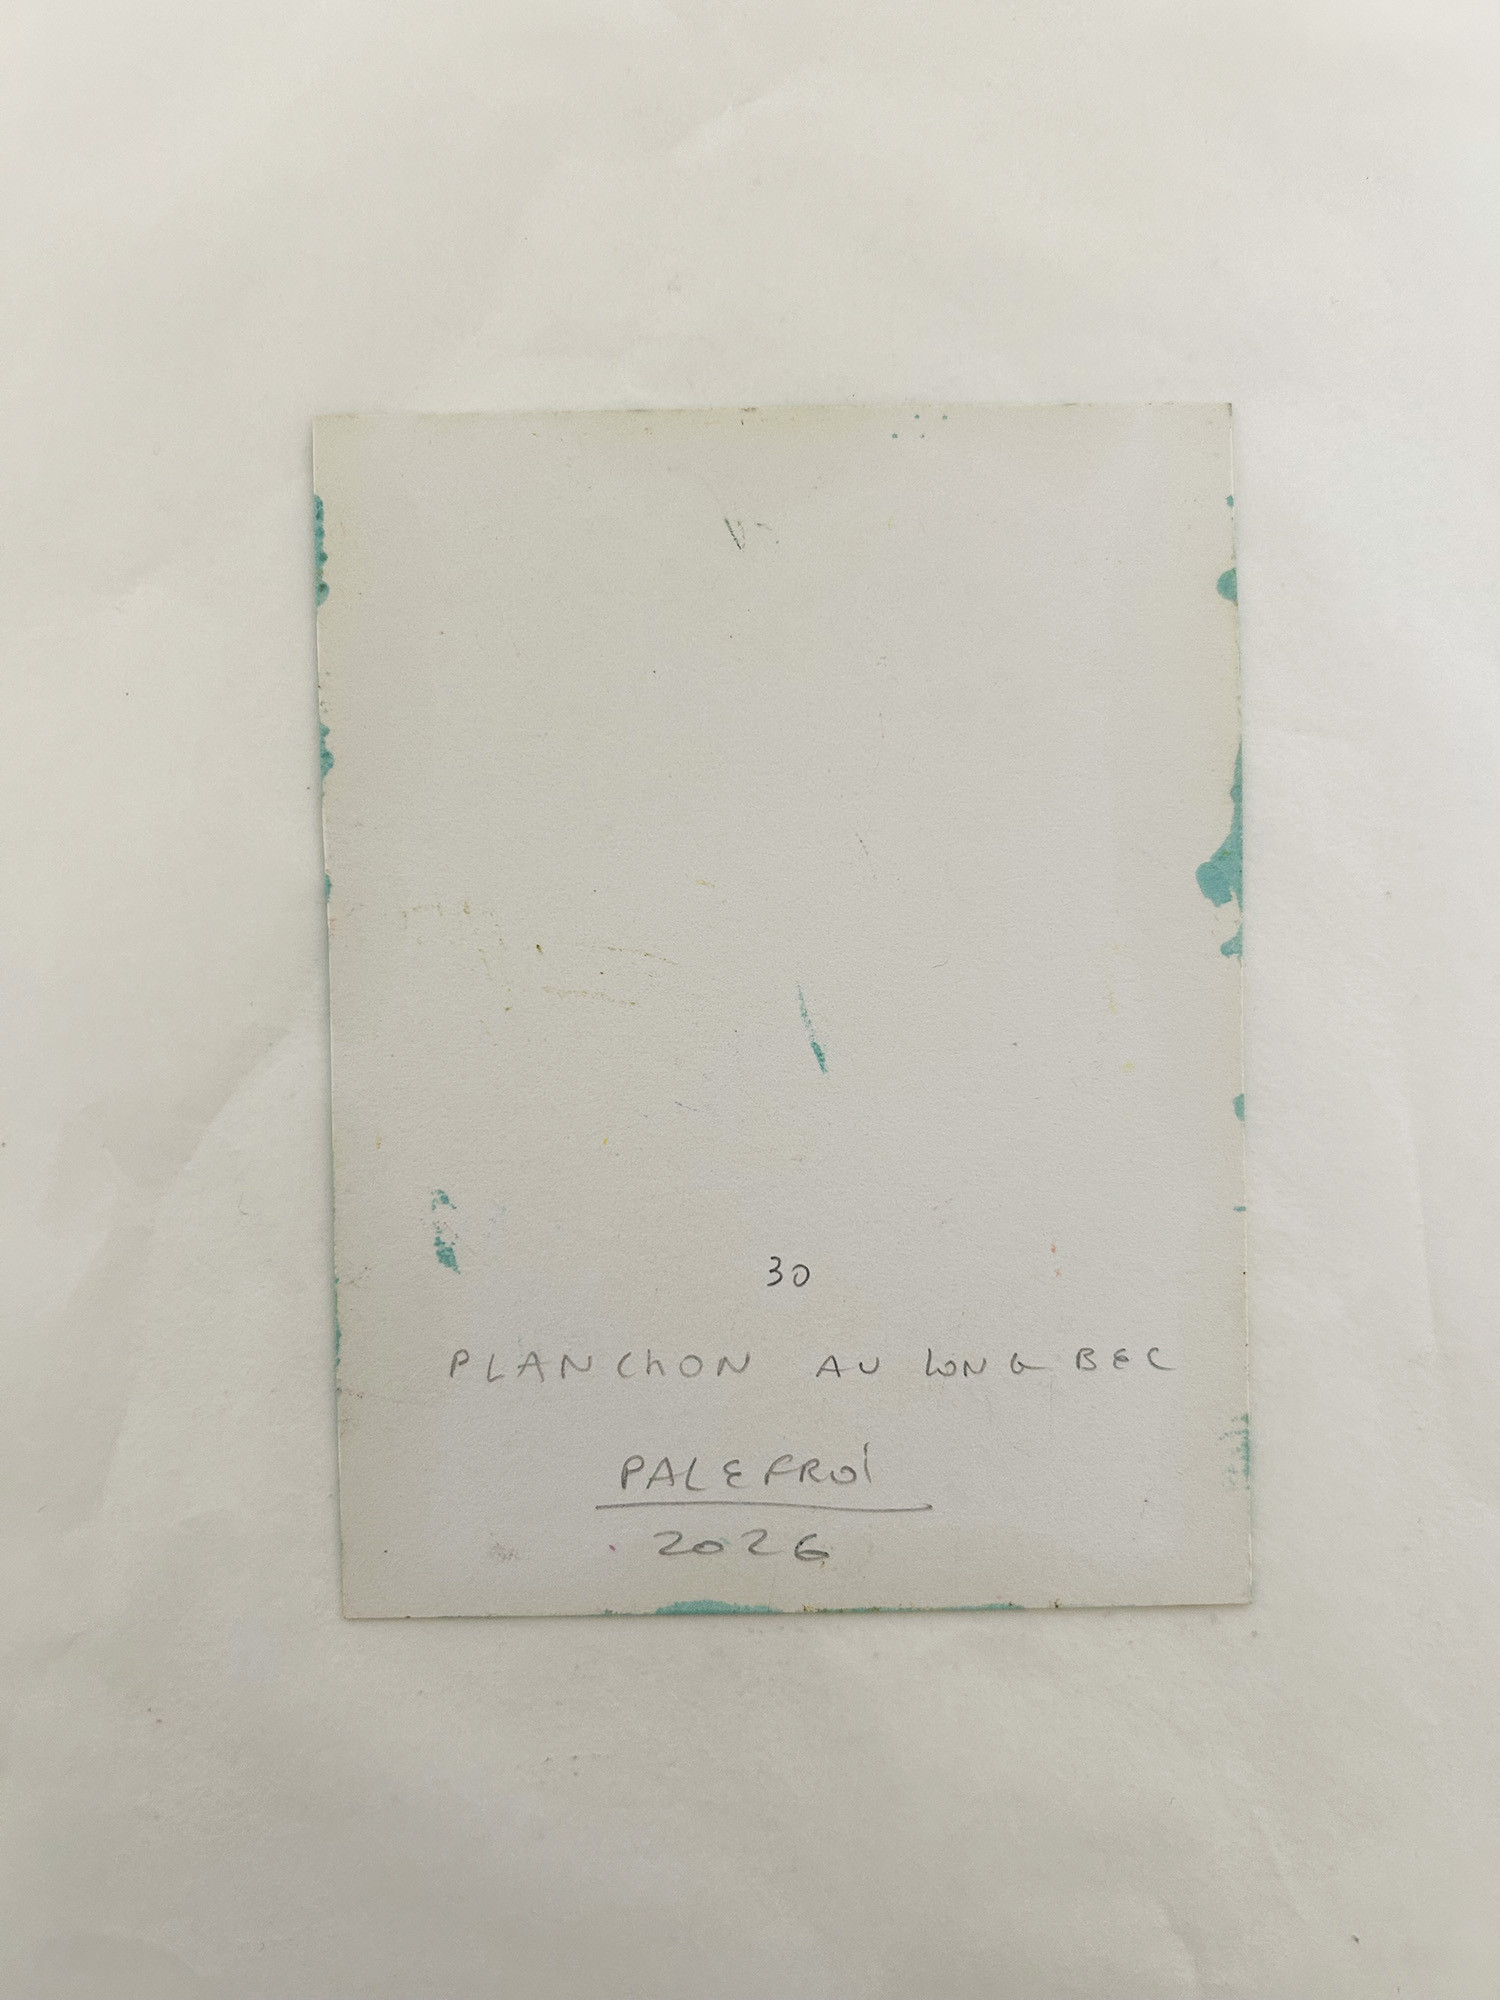 30
PLANCHON AU LONG BEC
PALEFROI
2026